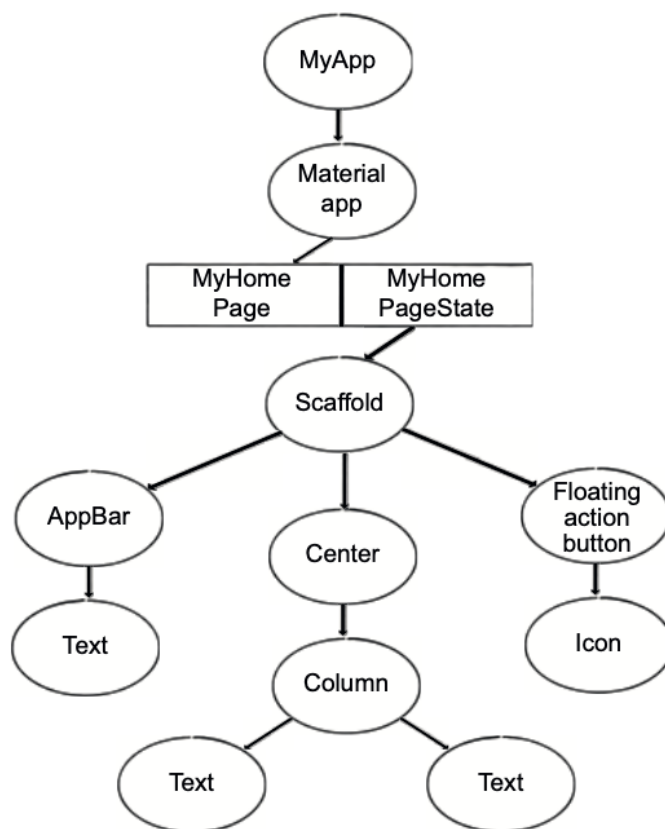 MyApp
Material
app
MyHome
Page
MyHome
PageState
Scaffold
AppBar
Center
Floating
action
button
Text
Icon
Column
Text
Text